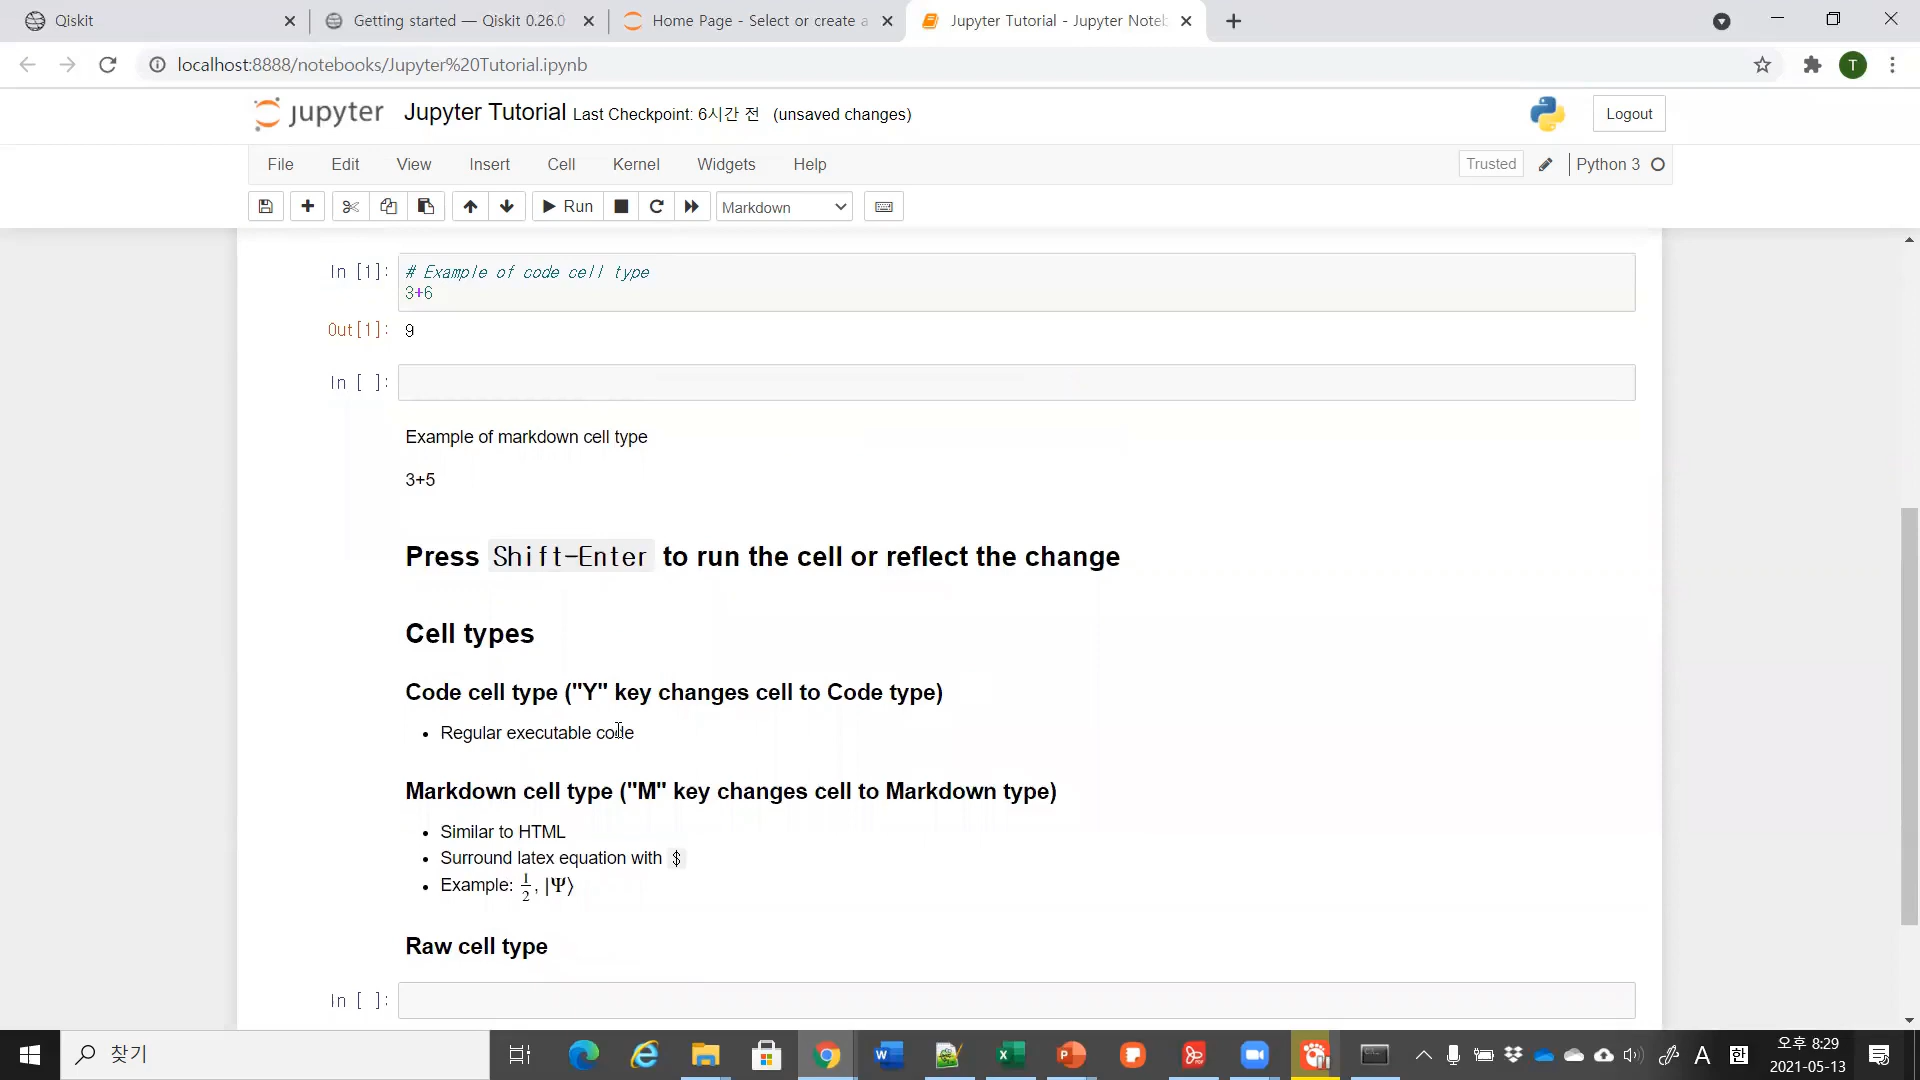 Qiskit
Getting started — Qiskit 0.26.0
Home Page - Select or create a
Jupyter Tutorial - Jupyter Noteb
localhost:8888/notebooks/Jupyter%20Tutorial.ipynb
T
jupyter Jupyter Tutorial Last Checkpoint: 6시간 전 (unsaved changes)
Logout
File Edit View Insert Cell Kernel Widgets Help
Trusted Python 3
Run Markdown
In [1]: # Example of code cell type
3+6
Out[1]: 9
In [ ]:
Example of markdown cell type
3+5
Press Shift-Enter to run the cell or reflect the change
Cell types
Code cell type ("Y" key changes cell to Code type)
• Regular executable code
Markdown cell type ("M" key changes cell to Markdown type)
• Similar to HTML
• Surround latex equation with $
• Example: 1/2, |Ψ⟩
Raw cell type
In [ ]:
찾기
A 한
오후 8:29
2021-05-13